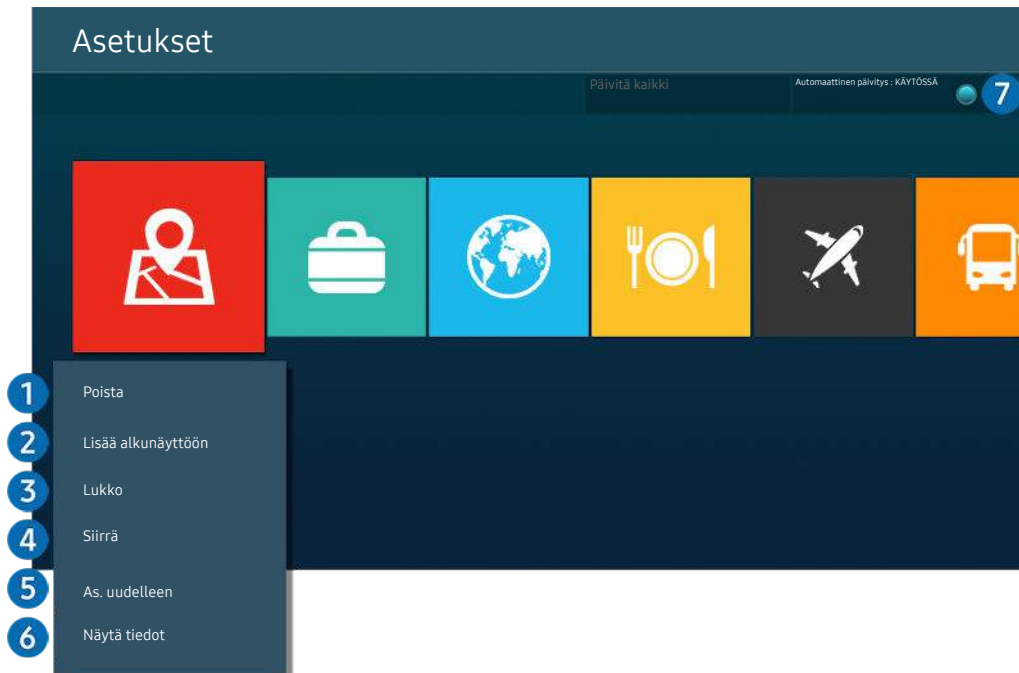 Asetukset
Päivitä kaikki
Automaattinen päivitys : KÄYTÖSSÄ
7
1 Poista
2 Lisää alkunäyttöön
3 Lukko
4 Siirrä
5 As. uudelleen
6 Näytä tiedot